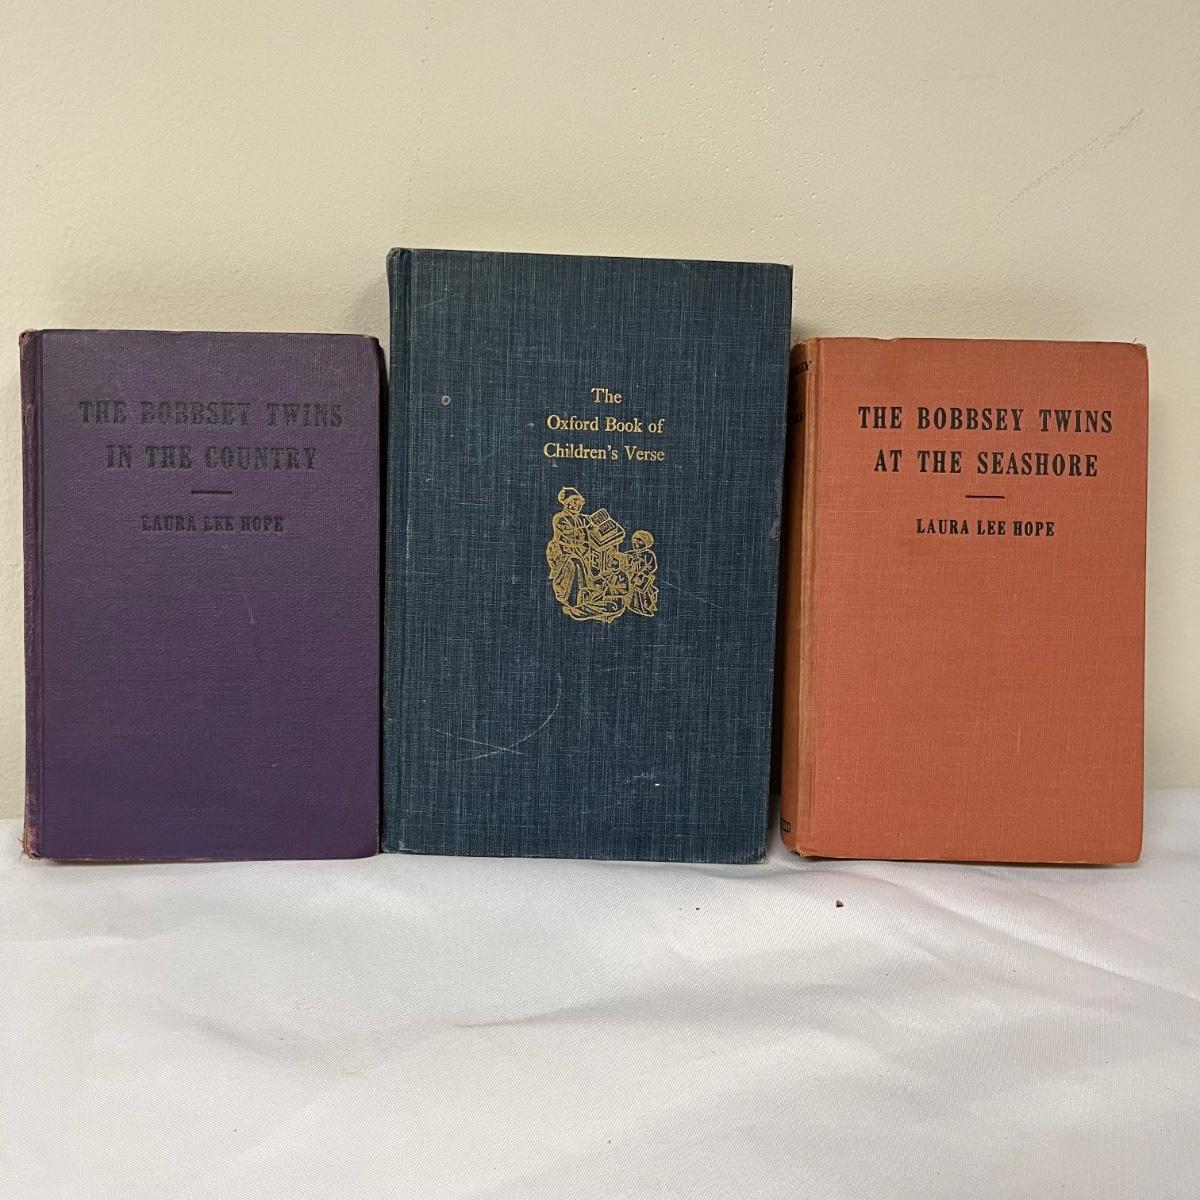 THE BOBBSEY TWINS
IN THE COUNTRY
LAURA LEE HOPE
The
Oxford Book of
Children's Verse
THE BOBBSEY TWINS
AT THE SEASHORE
LAURA LEE HOPE